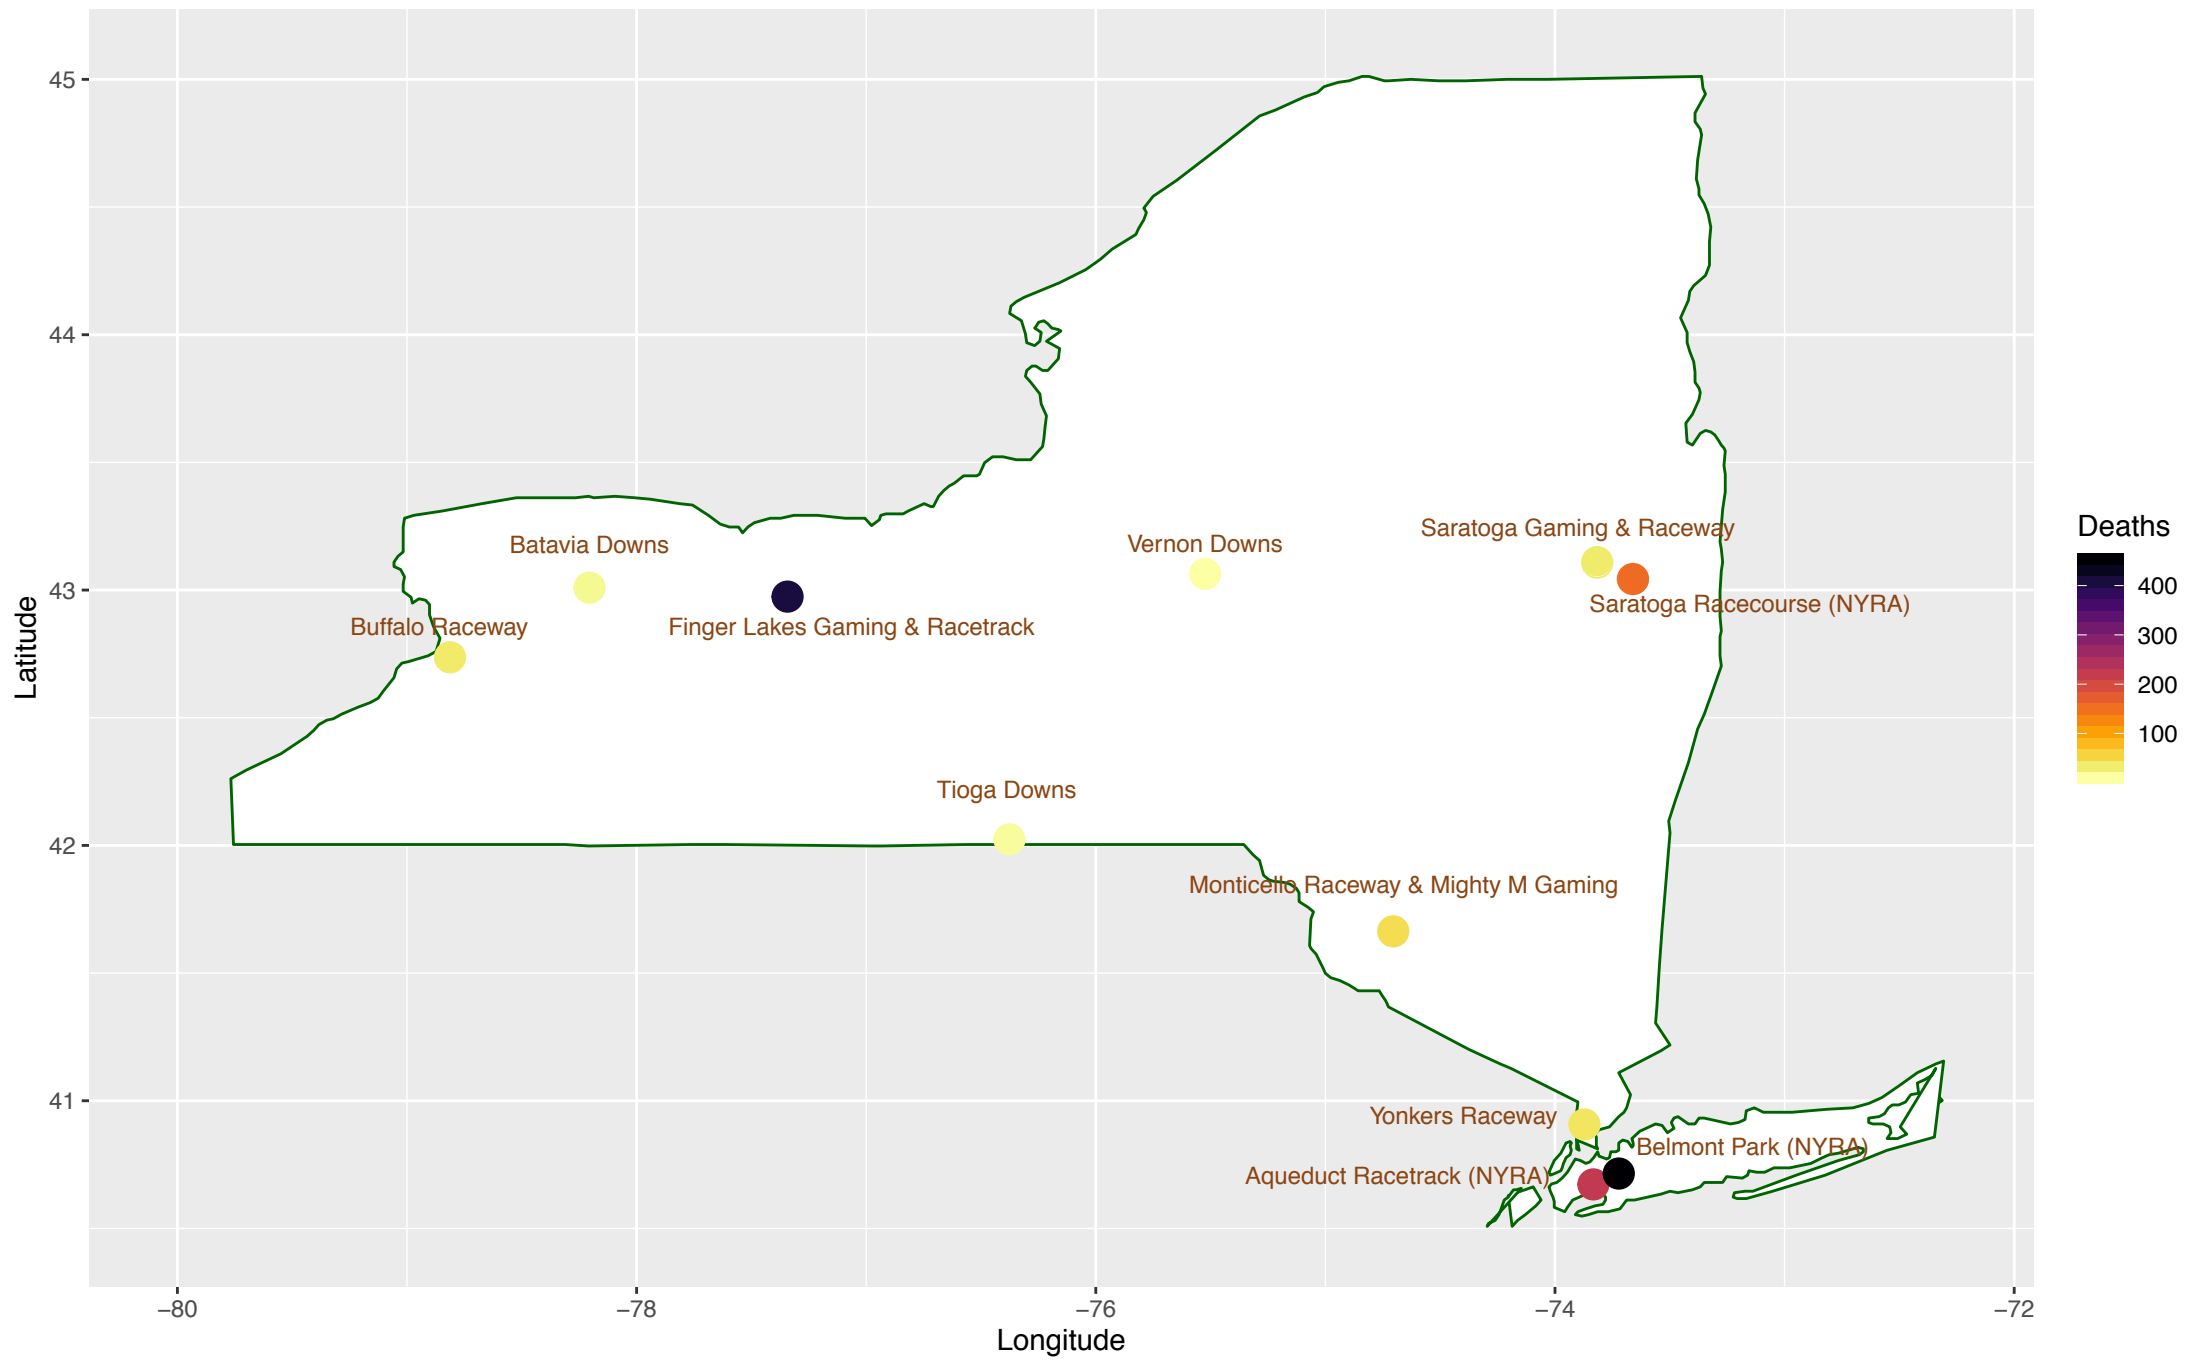 45
44
43
42
41
Latitude
Saratoga Gaming & Raceway
Batavia Downs
Vernon Downs
Saratoga Racecourse (NYRA)
Buffalo Raceway
Finger Lakes Gaming & Racetrack
Tioga Downs
Monticello Raceway & Mighty M Gaming
Yonkers Raceway
Belmont Park (NYRA)
Aqueduct Racetrack (NYRA)
−80
−78
−76
−74
−72
Longitude
Deaths
400
300
200
100